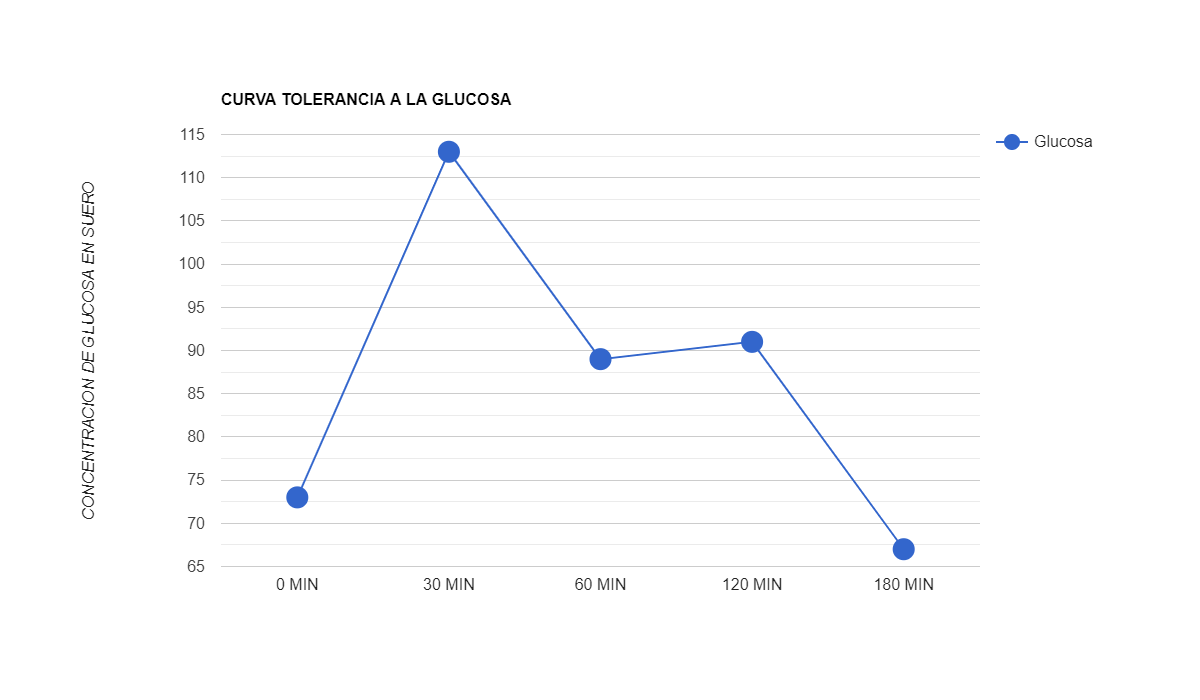 CURVA TOLERANCIA A LA GLUCOSA
Glucosa
CONCENTRACION DE GLUCOSA EN SUERO
115
110
105
100
95
90
85
80
75
70
65
0 MIN 30 MIN 60 MIN 120 MIN 180 MIN